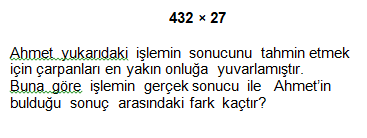 432 × 27
Ahmet yukarıdaki işlemin sonucunu tahmin etmek
için çarpanları en yakın onluğa yuvarlamıştır.
Buna göre işlemin gerçek sonucu ile Ahmet'in
bulduğu sonuç arasındaki fark kaçtır?